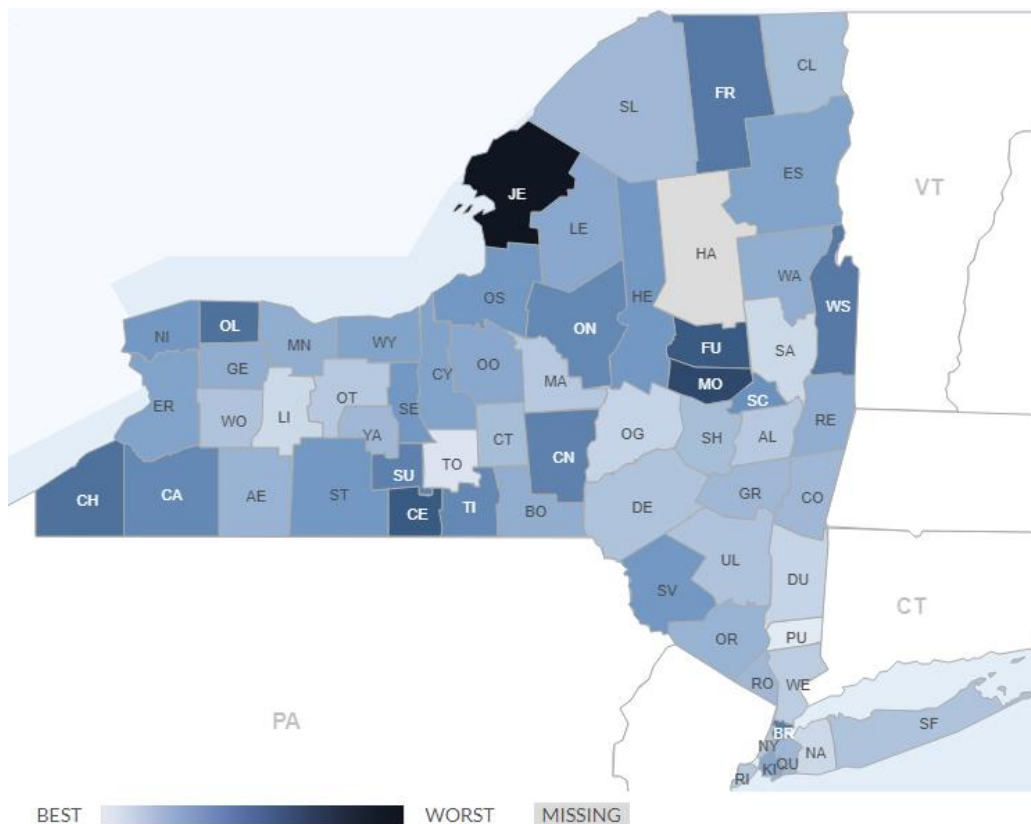 CL
FR
SL
ES
VT
JE
LE
HA
WA
OS
HE
WS
OL
NI
MN
WY
ON
FU
SA
GE
CY
OO
MA
MO
SC
ER
WO
LI
OT
SE
YA
CT
OG
SH
AL
RE
TO
CN
CH
CA
AE
ST
SU
CE
TI
BO
DE
GR
CO
UL
DU
SV
CT
OR
PU
RO
WE
PA
SF
BR
NY
NA
QU
KI
RI
BEST WORST MISSING